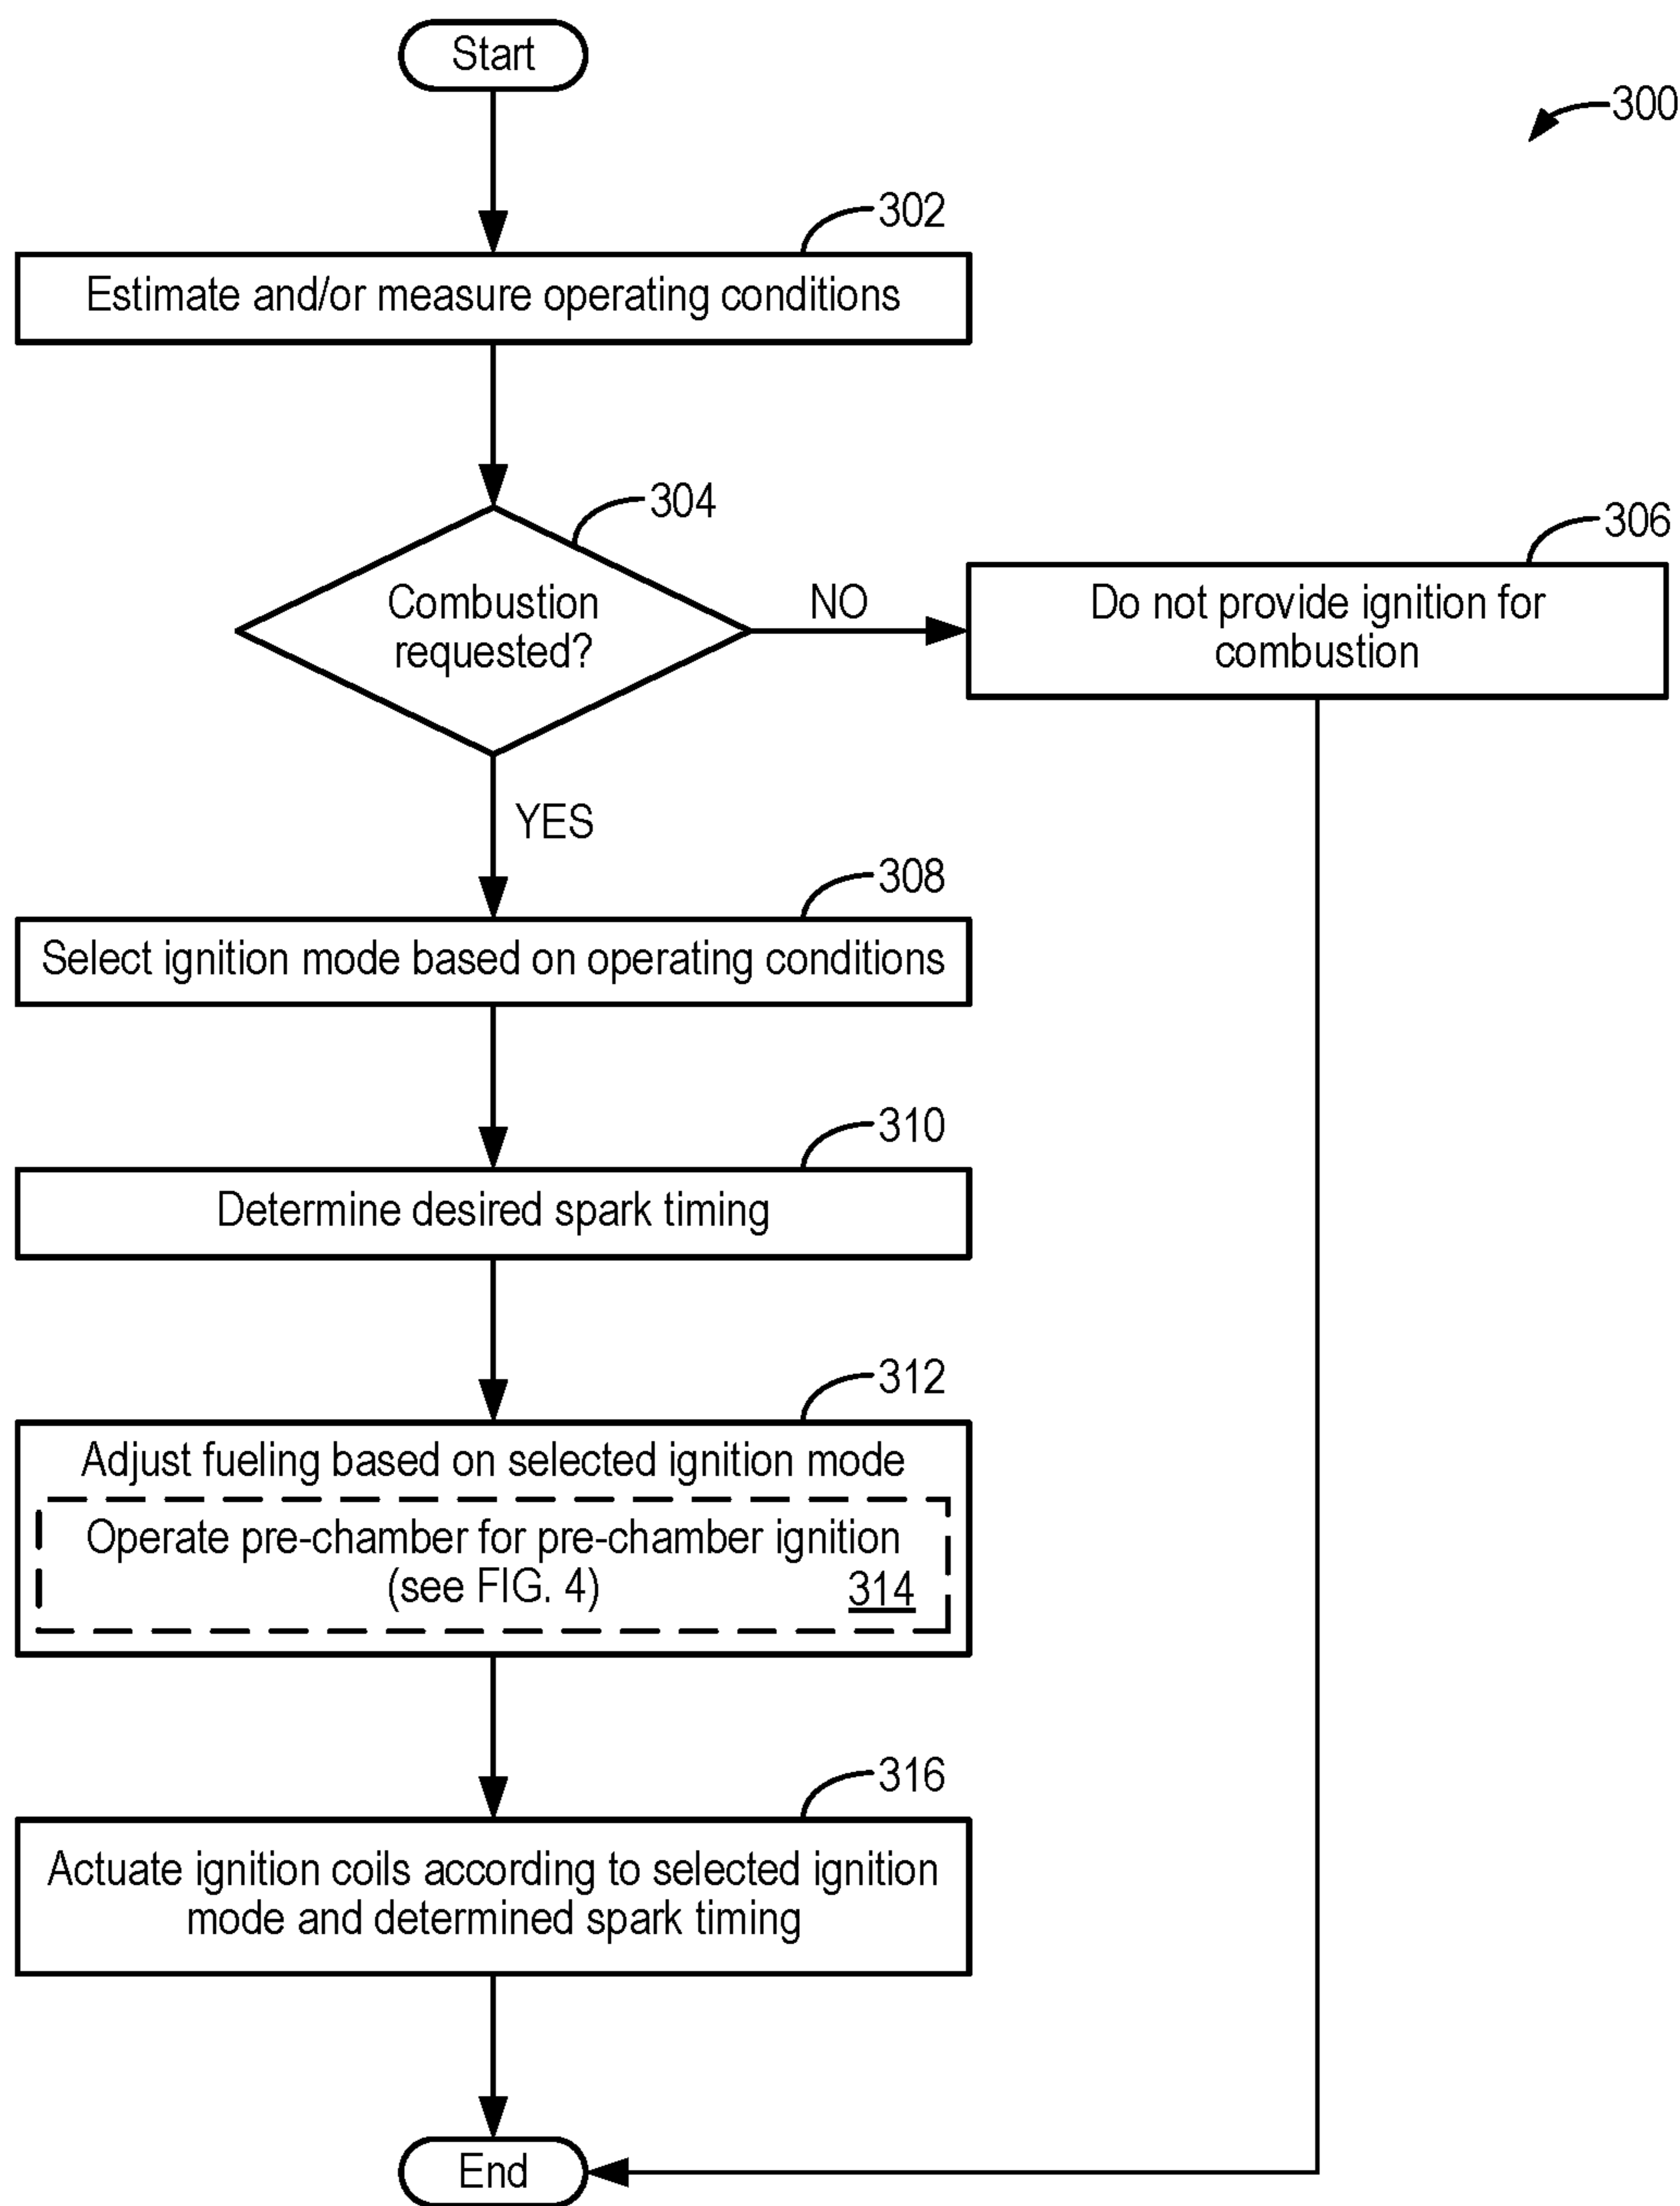 Start
300
302
Estimate and/or measure operating conditions
304
306
Combustion
requested?
NO
Do not provide ignition for
combustion
YES
308
Select ignition mode based on operating conditions
310
Determine desired spark timing
312
Adjust fueling based on selected ignition mode
Operate pre-chamber for pre-chamber ignition
(see FIG. 4) 314
316
Actuate ignition coils according to selected ignition
mode and determined spark timing
End